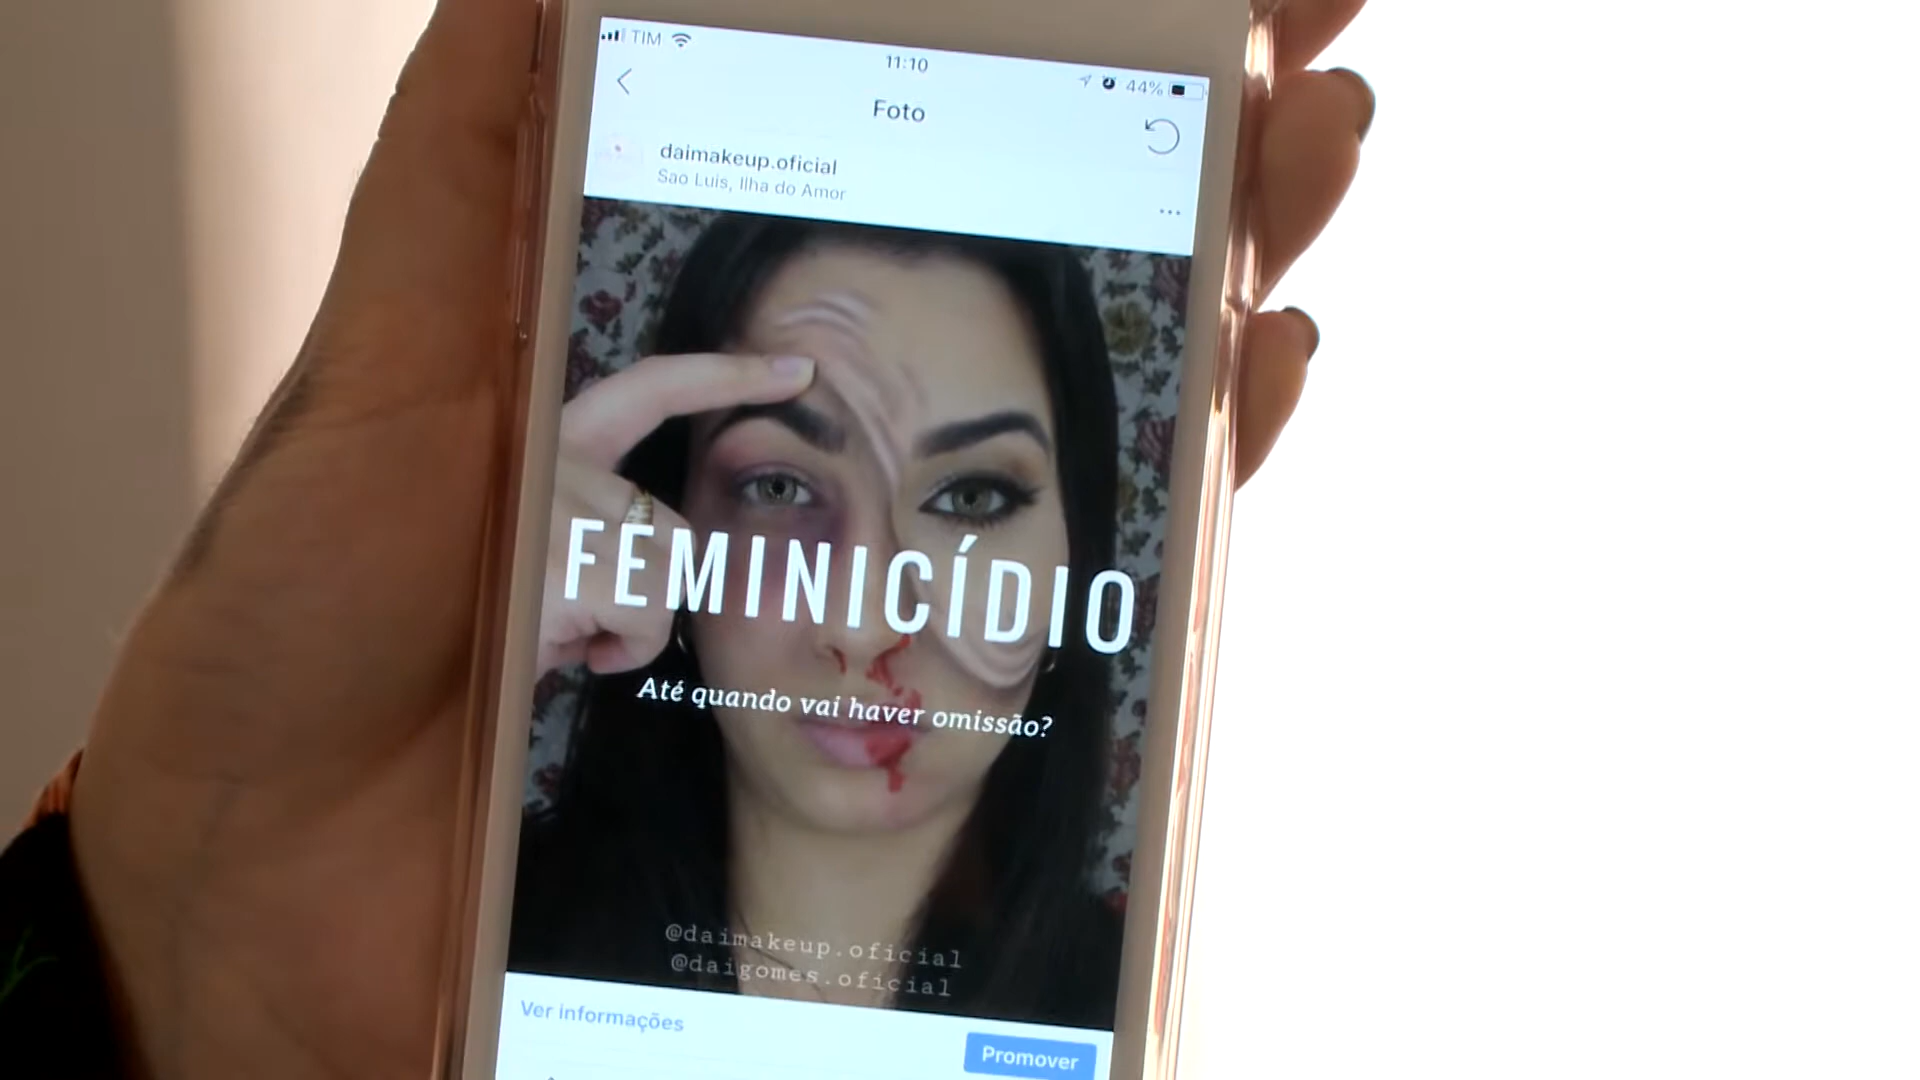 TIM
11:10
44%
Foto
daimakeup.oficial
Sao Luis, Ilha do Amor
FEMINICÍDIO
Até quando vai haver omissão?
@daimakeup.oficial
@daigomes.oficial
Ver informações
Promover